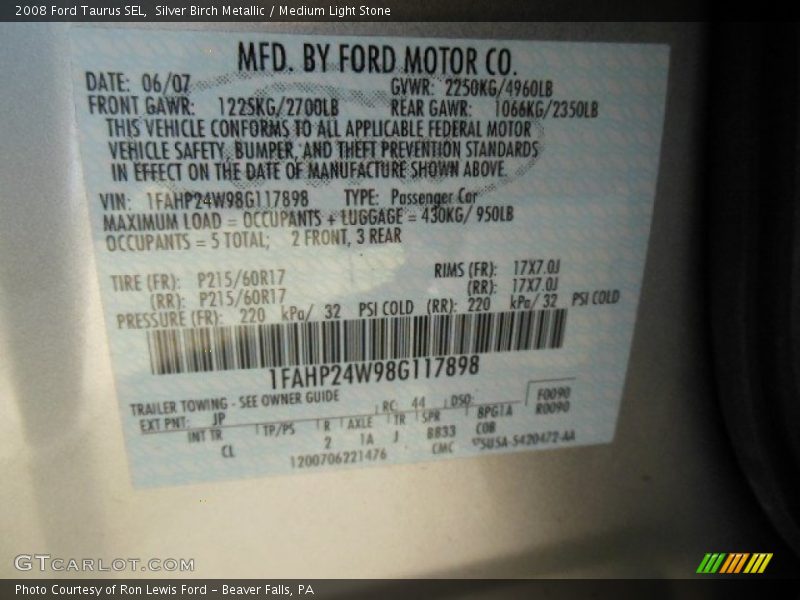 2008 Ford Taurus SEL, Silver Birch Metallic / Medium Light Stone
MFD. BY FORD MOTOR CO.
DATE: 06/07 GVWR: 2250KG/4960LB
FRONT GAWR: 1225KG/2700LB REAR GAWR: 1066KG/2350LB
THIS VEHICLE CONFORMS TO ALL APPLICABLE FEDERAL MOTOR
VEHICLE SAFETY, BUMPER, AND THEFT PREVENTION STANDARDS
IN EFFECT ON THE DATE OF MANUFACTURE SHOWN ABOVE.
VIN: 1FAHP24W98G117898 TYPE: Passenger Car
MAXIMUM LOAD = OCCUPANTS + LUGGAGE = 430KG/ 950LB
OCCUPANTS = 5 TOTAL; 2 FRONT, 3 REAR
TIRE (FR): P215/60R17 RIMS (FR): 17X7.0J
(RR): P215/60R17 (RR): 17X7.0J
PRESSURE (FR): 220 kPa/ 32 PSI COLD (RR): 220 kPa/ 32 PSI COLD
1FAHP24W98G117898
TRAILER TOWING - SEE OWNER GUIDE
EXT PNT: JP RC: 44 DSO: F0090
R0090
INT TR TP/PS R AXLE TR SPR 8PG1A
CL 2 1A J B833 C0B
1200706221476 CMC 5U5A-5420472-AA
GTCARLOT.COM
Photo Courtesy of Ron Lewis Ford – Beaver Falls, PA